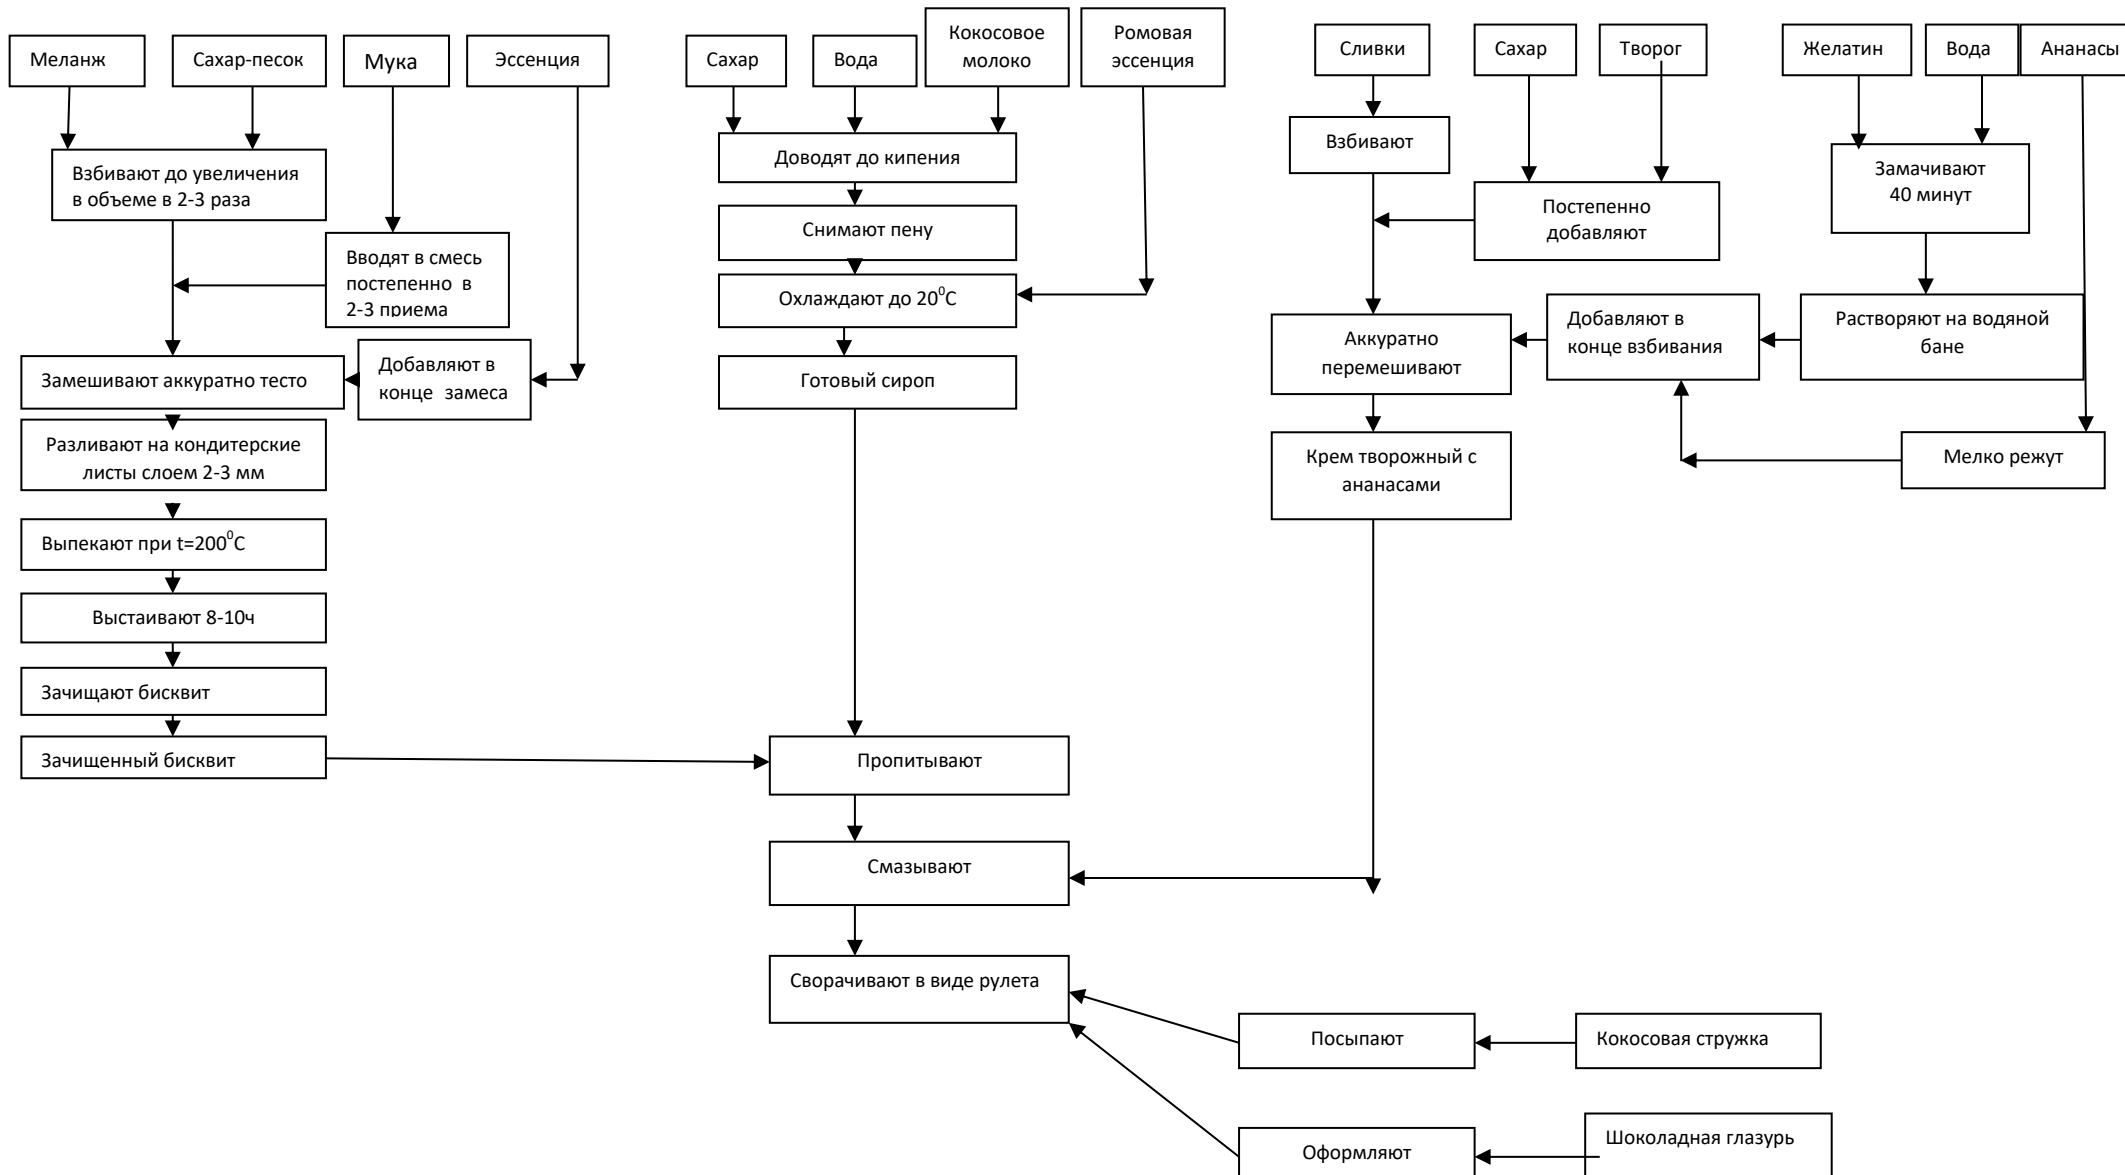 Меланж
Сахар-песок
Мука
Эссенция
Сахар
Вода
Кокосовое
молоко
Ромовая
эссенция
Сливки
Сахар
Творог
Желатин
Вода
Ананасы
Взбивают до увеличения
в объеме в 2-3 раза
Вводят в смесь
постепенно в
2-3 приема
Замешивают аккуратно тесто
Добавляют в
конце замеса
Разливают на кондитерские
листы слоем 2-3 мм
Выпекают при t=200⁰С
Выстаивают 8-10ч
Зачищают бисквит
Зачищенный бисквит
Доводят до кипения
Снимают пену
Охлаждают до 20⁰С
Готовый сироп
Взбивают
Постепенно
добавляют
Замачивают
40 минут
Аккуратно
перемешивают
Добавляют в
конце взбивания
Растворяют на водяной
бане
Крем творожный с
ананасами
Мелко режут
Пропитывают
Смазывают
Сворачивают в виде рулета
Посыпают
Кокосовая стружка
Оформляют
Шоколадная глазурь